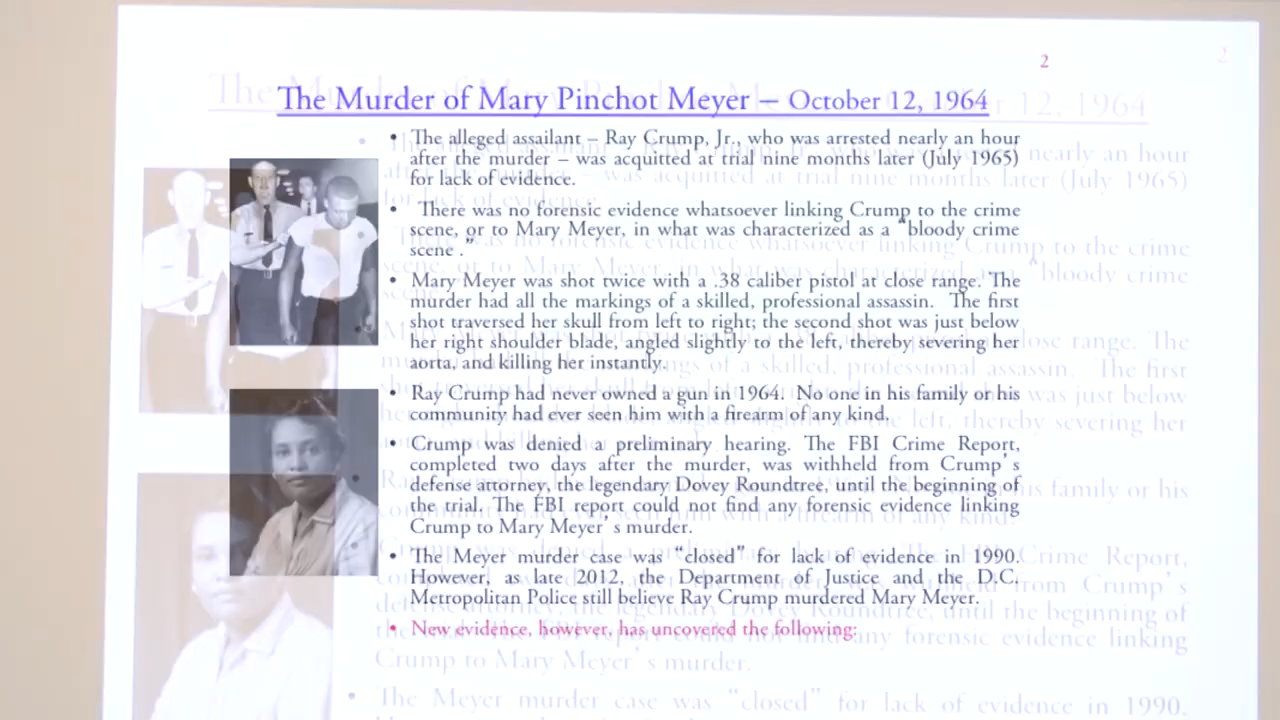 2
The Murder of Mary Pinchot Meyer – October 12, 1964
• The alleged assailant – Ray Crump, Jr., who was arrested nearly an hour
after the murder – was acquitted at trial nine months later (July 1965)
for lack of evidence.
• There was no forensic evidence whatsoever linking Crump to the crime
scene, or to Mary Meyer, in what was characterized as a “bloody crime
scene .”
• Mary Meyer was shot twice with a .38 caliber pistol at close range. The
murder had all the markings of a skilled, professional assassin. The first
shot traversed her skull from left to right; the second shot was just below
her right shoulder blade, angled slightly to the left, thereby severing her
aorta, and killing her instantly.
• Ray Crump had never owned a gun in 1964. No one in his family or his
community had ever seen him with a firearm of any kind.
• Crump was denied a preliminary hearing. The FBI Crime Report,
completed two days after the murder, was withheld from Crump’s
defense attorney, the legendary Dovey Roundtree, until the beginning of
the trial. The FBI report could not find any forensic evidence linking
Crump to Mary Meyer’s murder.
• The Meyer murder case was “closed” for lack of evidence in 1990.
However, as late 2012, the Department of Justice and the D.C.
Metropolitan Police still believe Ray Crump murdered Mary Meyer.
• New evidence, however, has uncovered the following: